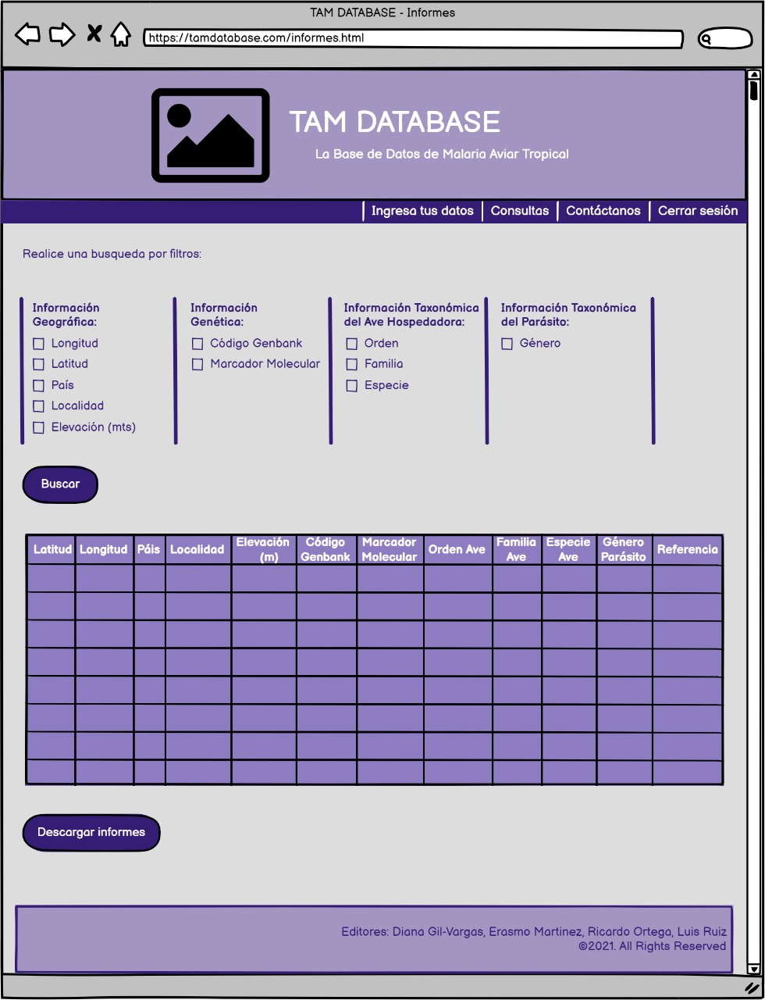 TAM DATABASE - Informes
https://tamdatabase.com/informes.html
TAM DATABASE
La Base de Datos de Malaria Aviar Tropical
Ingresa tus datos
Consultas
Contáctanos
Cerrar sesión
Realice una busqueda por filtros:
Información
Geográfica:
Longitud
Latitud
País
Localidad
Elevación (mts)
Información
Genética:
Código Genbank
Marcador Molecular
Información Taxonómica
del Ave Hospedadora:
Orden
Familia
Especie
Información Taxonómica
del Parásito:
Género
Buscar
Latitud
Longitud
Páis
Localidad
Elevación
(m)
Código
Genbank
Marcador
Molecular
Orden Ave
Familia
Ave
Especie
Ave
Género
Parásito
Referencia
Descargar informes
Editores: Diana Gil-Vargas, Erasmo Martinez, Ricardo Ortega, Luis Ruiz
©2021. All Rights Reserved